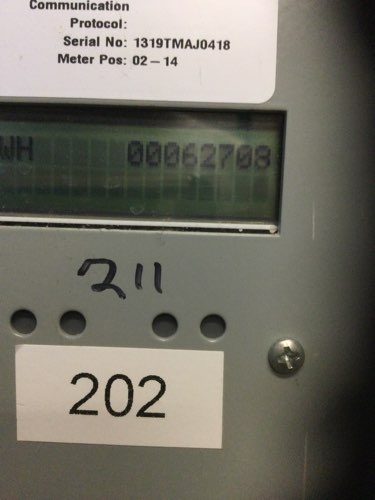 Communication
Protocol:
Serial No: 1319TMAJ0418
Meter Pos: 02-14
WH 00062708
211
202